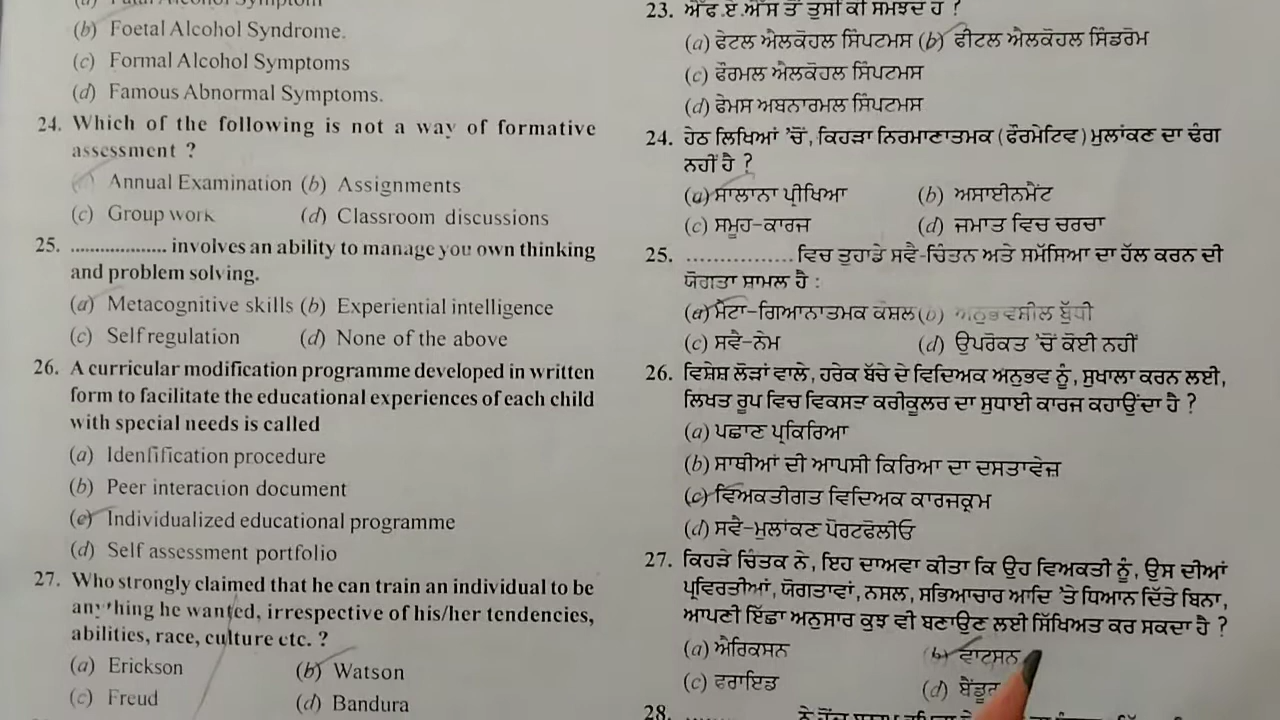 (b) Foetal Alcohol Syndrome.
(c) Formal Alcohol Symptoms
(d) Famous Abnormal Symptoms.
24. Which of the following is not a way of formative
assessment ?
Annual Examination (b) Assignments
(c) Group work (d) Classroom discussions
25. ................... involves an ability to manage you own thinking
and problem solving.
(a) Metacognitive skills (b) Experiential intelligence
(c) Self regulation (d) None of the above
26. A curricular modification programme developed in written
form to facilitate the educational experiences of each child
with special needs is called
(a) Idenfification procedure
(b) Peer interaction document
(c) Individualized educational programme
(d) Self assessment portfolio
27. Who strongly claimed that he can train an individual to be
anything he wanted, irrespective of his/her tendencies,
abilities, race, culture etc. ?
(a) Erickson (b) Watson
(c) Freud (d) Bandura
23. ਐੱਫ.ਏ.ਐੱਸ ਤੋਂ ਤੁਸੀਂ ਕੀ ਸਮਝਦੇ ਹੋ ?
(a) ਫੇਟਲ ਐਲਕੋਹਲ ਸਿੰਪਟਮਸ (b) ਫੀਟਲ ਐਲਕੋਹਲ ਸਿੰਡਰੋਮ
(c) ਫੌਰਮਲ ਐਲਕੋਹਲ ਸਿੰਪਟਮਸ
(d) ਫੇਮਸ ਅਬਨਾਰਮਲ ਸਿੰਪਟਮਸ
24. ਹੇਠ ਲਿਖਿਆਂ 'ਚੋਂ, ਕਿਹੜਾ ਨਿਰਮਾਣਾਤਮਕ (ਫੌਰਮੇਟਿਵ) ਮੁਲਾਂਕਣ ਦਾ ਢੰਗ
ਨਹੀਂ ਹੈ ?
(a) ਸਾਲਾਨਾ ਪ੍ਰੀਖਿਆ (b) ਅਸਾਈਨਮੈਂਟ
(c) ਸਮੂਹ-ਕਾਰਜ (d) ਜਮਾਤ ਵਿਚ ਚਰਚਾ
25. ................ ਵਿਚ ਤੁਹਾਡੇ ਸਵੈ-ਚਿੰਤਨ ਅਤੇ ਸਮੱਸਿਆ ਦਾ ਹੱਲ ਕਰਨ ਦੀ
ਯੋਗਤਾ ਸ਼ਾਮਲ ਹੈ :
(a) ਮੈਟਾ-ਗਿਆਨਾਤਮਕ ਕੌਸ਼ਲ (b) ਅਨੁਭਵਸ਼ੀਲ ਬੁੱਧੀ
(c) ਸਵੈ-ਨੇਮ (d) ਉਪਰੋਕਤ 'ਚੋਂ ਕੋਈ ਨਹੀਂ
26. ਵਿਸ਼ੇਸ਼ ਲੋੜਾਂ ਵਾਲੇ, ਹਰੇਕ ਬੱਚੇ ਦੇ ਵਿਦਿਅਕ ਅਨੁਭਵ ਨੂੰ, ਸੁਖਾਲਾ ਕਰਨ ਲਈ,
ਲਿਖਤ ਰੂਪ ਵਿਚ ਵਿਕਸਤ ਕਰੀਕੂਲਰ ਦਾ ਸੁਧਾਈ ਕਾਰਜ ਕਹਾਉਂਦਾ ਹੈ ?
(a) ਪਛਾਣ ਪ੍ਰਕਿਰਿਆ
(b) ਸਾਥੀਆਂ ਦੀ ਆਪਸੀ ਕਿਰਿਆ ਦਾ ਦਸਤਾਵੇਜ਼
(c) ਵਿਅਕਤੀਗਤ ਵਿਦਿਅਕ ਕਾਰਜਕ੍ਰਮ
(d) ਸਵੈ-ਮੁਲਾਂਕਣ ਪੋਰਟਫੋਲੀਓ
27. ਕਿਹੜੇ ਚਿੰਤਕ ਨੇ, ਇਹ ਦਾਅਵਾ ਕੀਤਾ ਕਿ ਉਹ ਵਿਅਕਤੀ ਨੂੰ, ਉਸ ਦੀਆਂ
ਪ੍ਰਵਿਰਤੀਆਂ, ਯੋਗਤਾਵਾਂ, ਨਸਲ, ਸਭਿਆਚਾਰ ਆਦਿ 'ਤੇ ਧਿਆਨ ਦਿੱਤੇ ਬਿਨਾ,
ਆਪਣੀ ਇੱਛਾ ਅਨੁਸਾਰ ਕੁਝ ਵੀ ਬਣਾਉਣ ਲਈ ਸਿੱਖਿਅਤ ਕਰ ਸਕਦਾ ਹੈ ?
(a) ਐਰਿਕਸਨ (b) ਵਾਟਸਨ
(c) ਫਰਾਇਡ (d)
28.